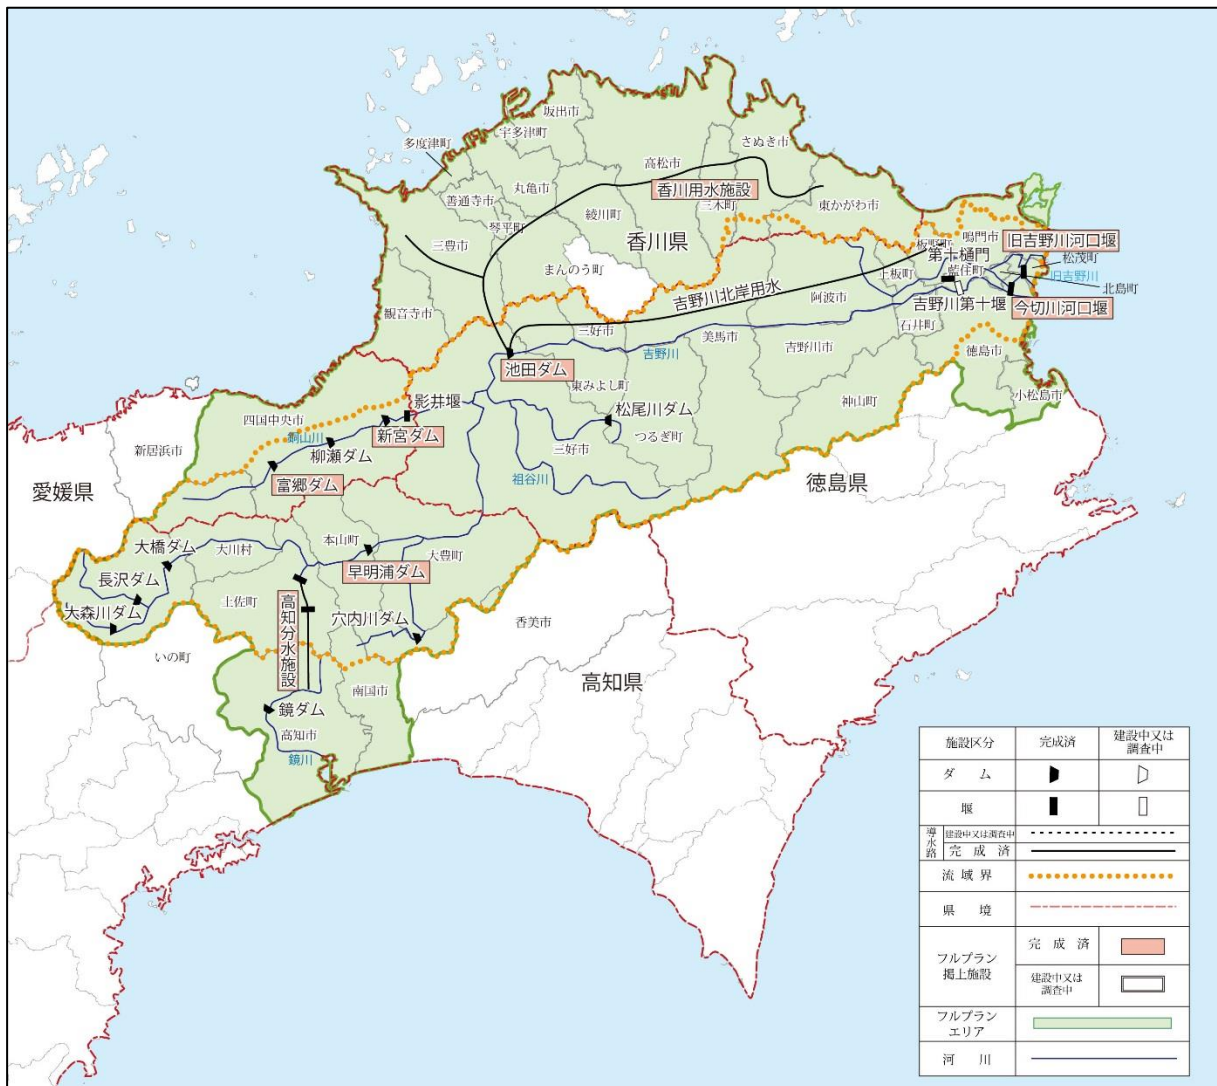 坂出市
宇多津町
多度津町
さぬき市
高松市
丸亀市
善通寺市
香川用水施設
綾川町
三木町
東かがわ市
琴平町
三豊市
香川県
鳴門市
板野町
旧吉野川河口堰
第十樋門
松茂町
まんのう町
上板町
藍住町
旧吉野川
北島町
吉野川北岸用水
阿波市
吉野川第十堰
今切川河口堰
観音寺市
三好市
美馬市
石井町
吉野川
吉野川市
徳島市
池田ダム
東みよし町
神山町
小松島市
影井堰
松尾川ダム
四国中央市
新宮ダム
つるぎ町
銅山川
新居浜市
柳瀬ダム
三好市
祖谷川
富郷ダム
愛媛県
徳島県
本山町
大橋ダム
大川村
大豊町
早明浦ダム
長沢ダム
土佐町
高知分水施設
大森川ダム
穴内川ダム
香美市
いの町
高知県
南国市
鏡ダム
高知市
鏡川
施設区分 完成済 建設中又は調査中
ダム
堰
導水路 建設中又は調査中
完成済
流域界
県境
フルプラン掲上施設 完成済
建設中又は調査中
フルプランエリア
河川